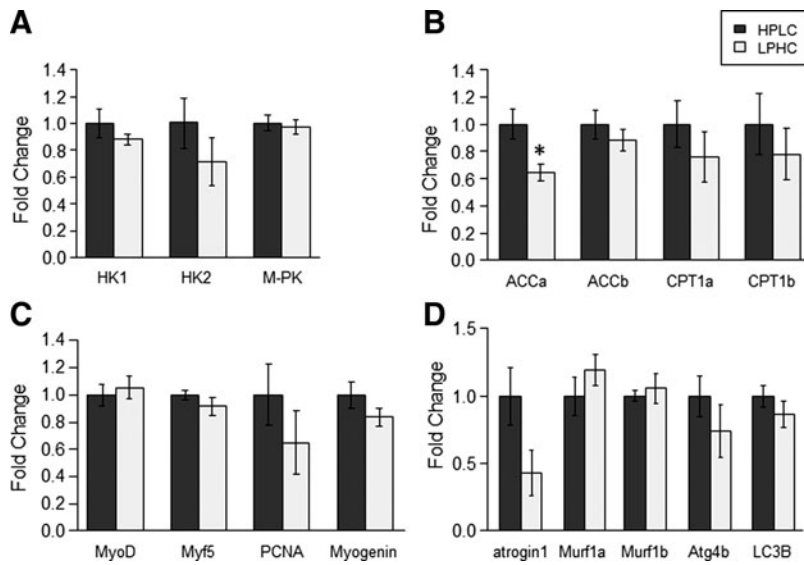 A
Fold Change
1.4
1.2
1.0
0.8
0.6
0.4
0.2
0.0
HK1 HK2 M-PK
B
HPLC
LPHC
Fold Change
1.4
1.2
1.0
0.8
0.6
0.4
0.2
0.0
*
ACCa ACCb CPT1a CPT1b
C
Fold Change
1.4
1.2
1.0
0.8
0.6
0.4
0.2
0.0
MyoD Myf5 PCNA Myogenin
D
Fold Change
1.5
1.0
0.5
0.0
atrogin1 Murf1a Murf1b Atg4b LC3B